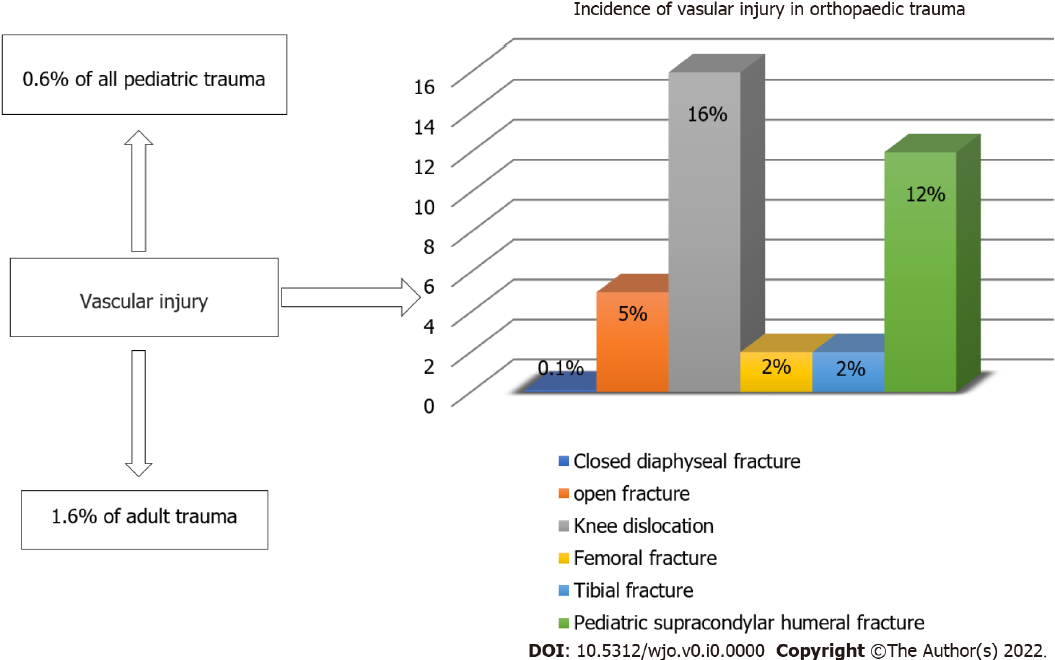 Incidence of vasular injury in orthopaedic trauma
0.6% of all pediatric trauma
Vascular injury
1.6% of adult trauma
16
14
12
10
8
6
4
2
0
0.1%
5%
16%
2%
2%
12%
Closed diaphyseal fracture
open fracture
Knee dislocation
Femoral fracture
Tibial fracture
Pediatric supracondylar humeral fracture
DOI: 10.5312/wjo.v0.i0.0000 Copyright ©The Author(s) 2022.